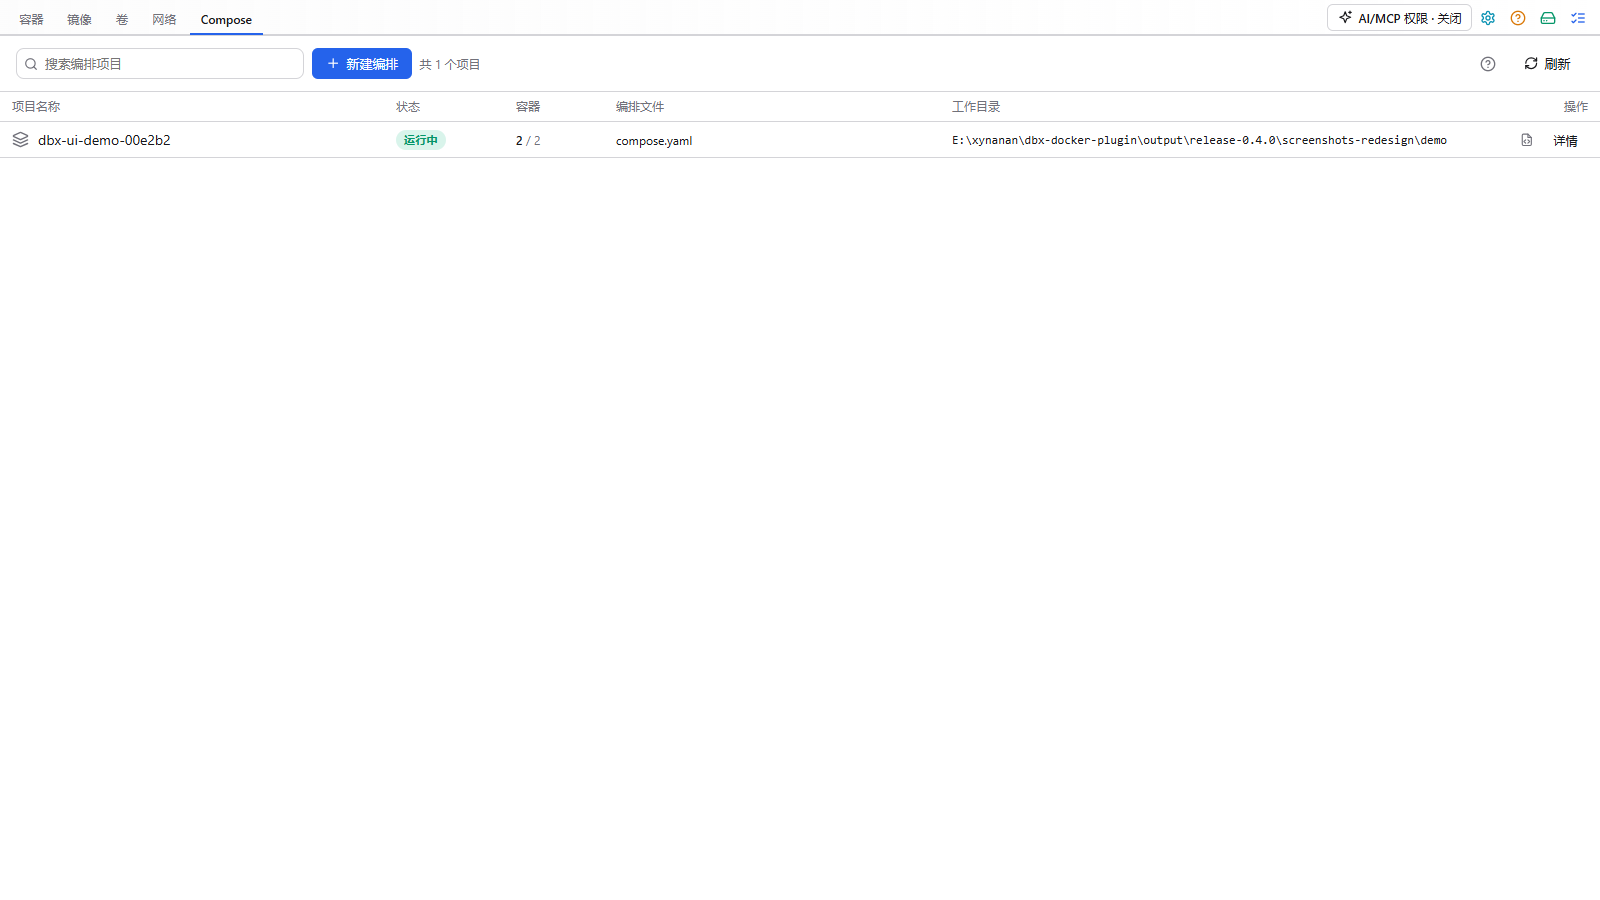 容器 镜像 卷 网络 Compose AI/MCP 权限 · 关闭
搜索编排项目 新建编排 共 1 个项目 刷新
项目名称 状态 容器 编排文件 工作目录 操作
dbx-ui-demo-00e2b2 运行中 2 / 2 compose.yaml E:\xynanan\dbx-docker-plugin\output\release-0.4.0\screenshots-redesign\demo 详情